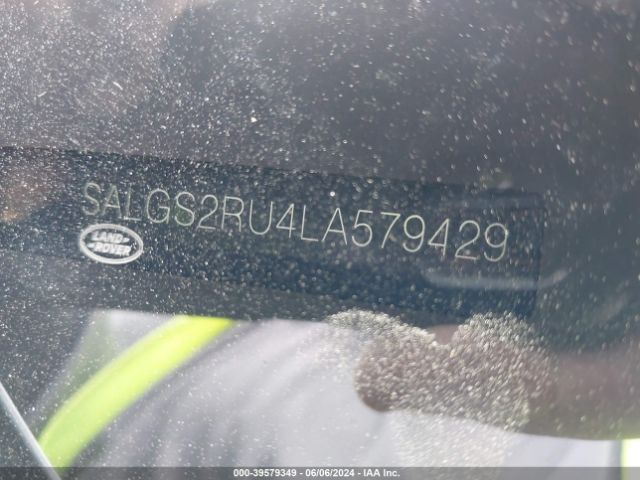 SALGS2RU4LA579429
LAND-
ROVER
000-39579349 | 06/06/2024 - IAA Inc.